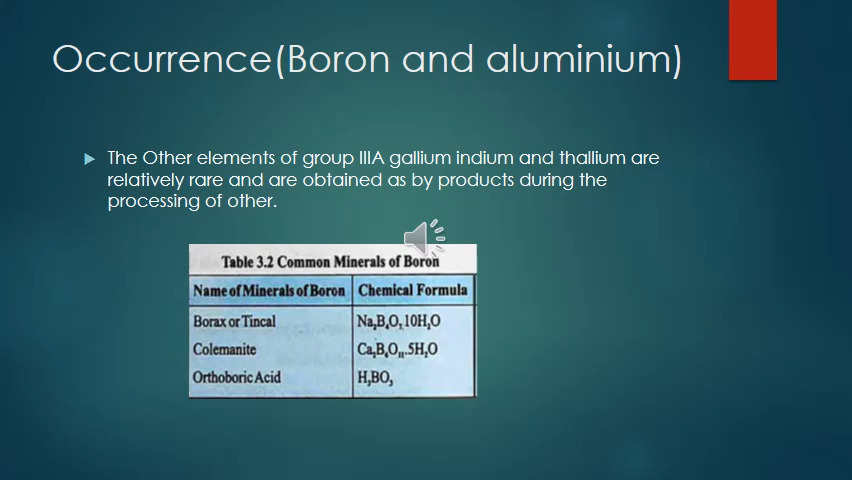 Occurrence(Boron and aluminium)
The Other elements of group IIIA gallium indium and thallium are
relatively rare and are obtained as by products during the
processing of other.
Table 3.2 Common Minerals of Boron
Name of Minerals of Boron Chemical Formula
Borax or Tincal Na₂B₄O₇.10H₂O
Colemanite Ca₂B₆O₁₁.5H₂O
Orthoboric Acid H₃BO₃